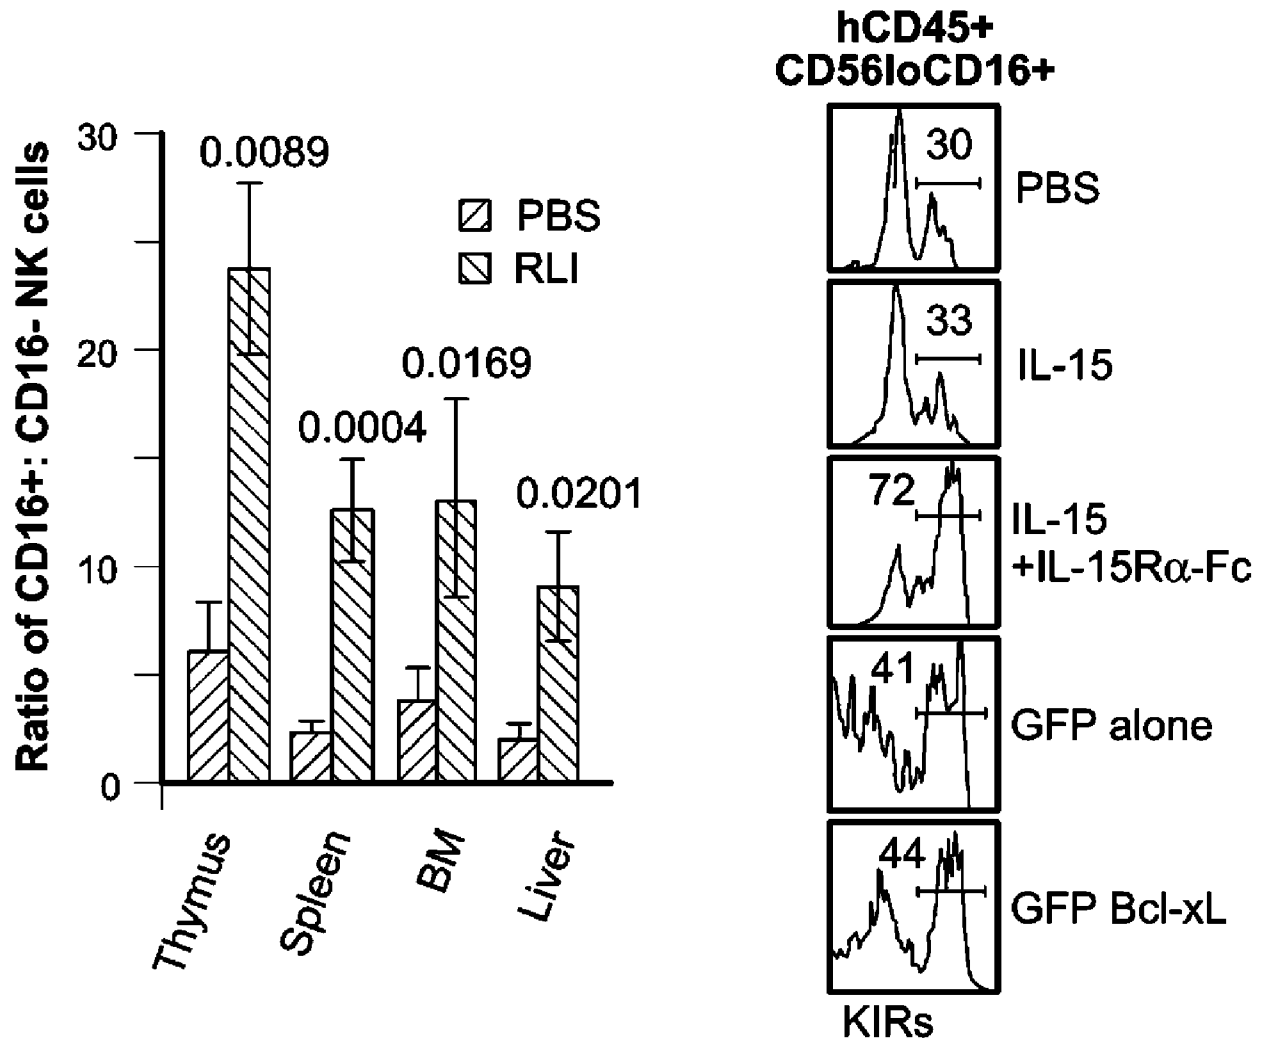 Ratio of CD16+: CD16- NK cells
30
20
10
0
0.0089
0.0004
0.0169
0.0201
PBS
RLI
Thymus
Spleen
BM
Liver
hCD45+
CD56loCD16+
30
PBS
33
IL-15
72
IL-15
+IL-15Rα-Fc
41
GFP alone
44
GFP Bcl-xL
KIRs